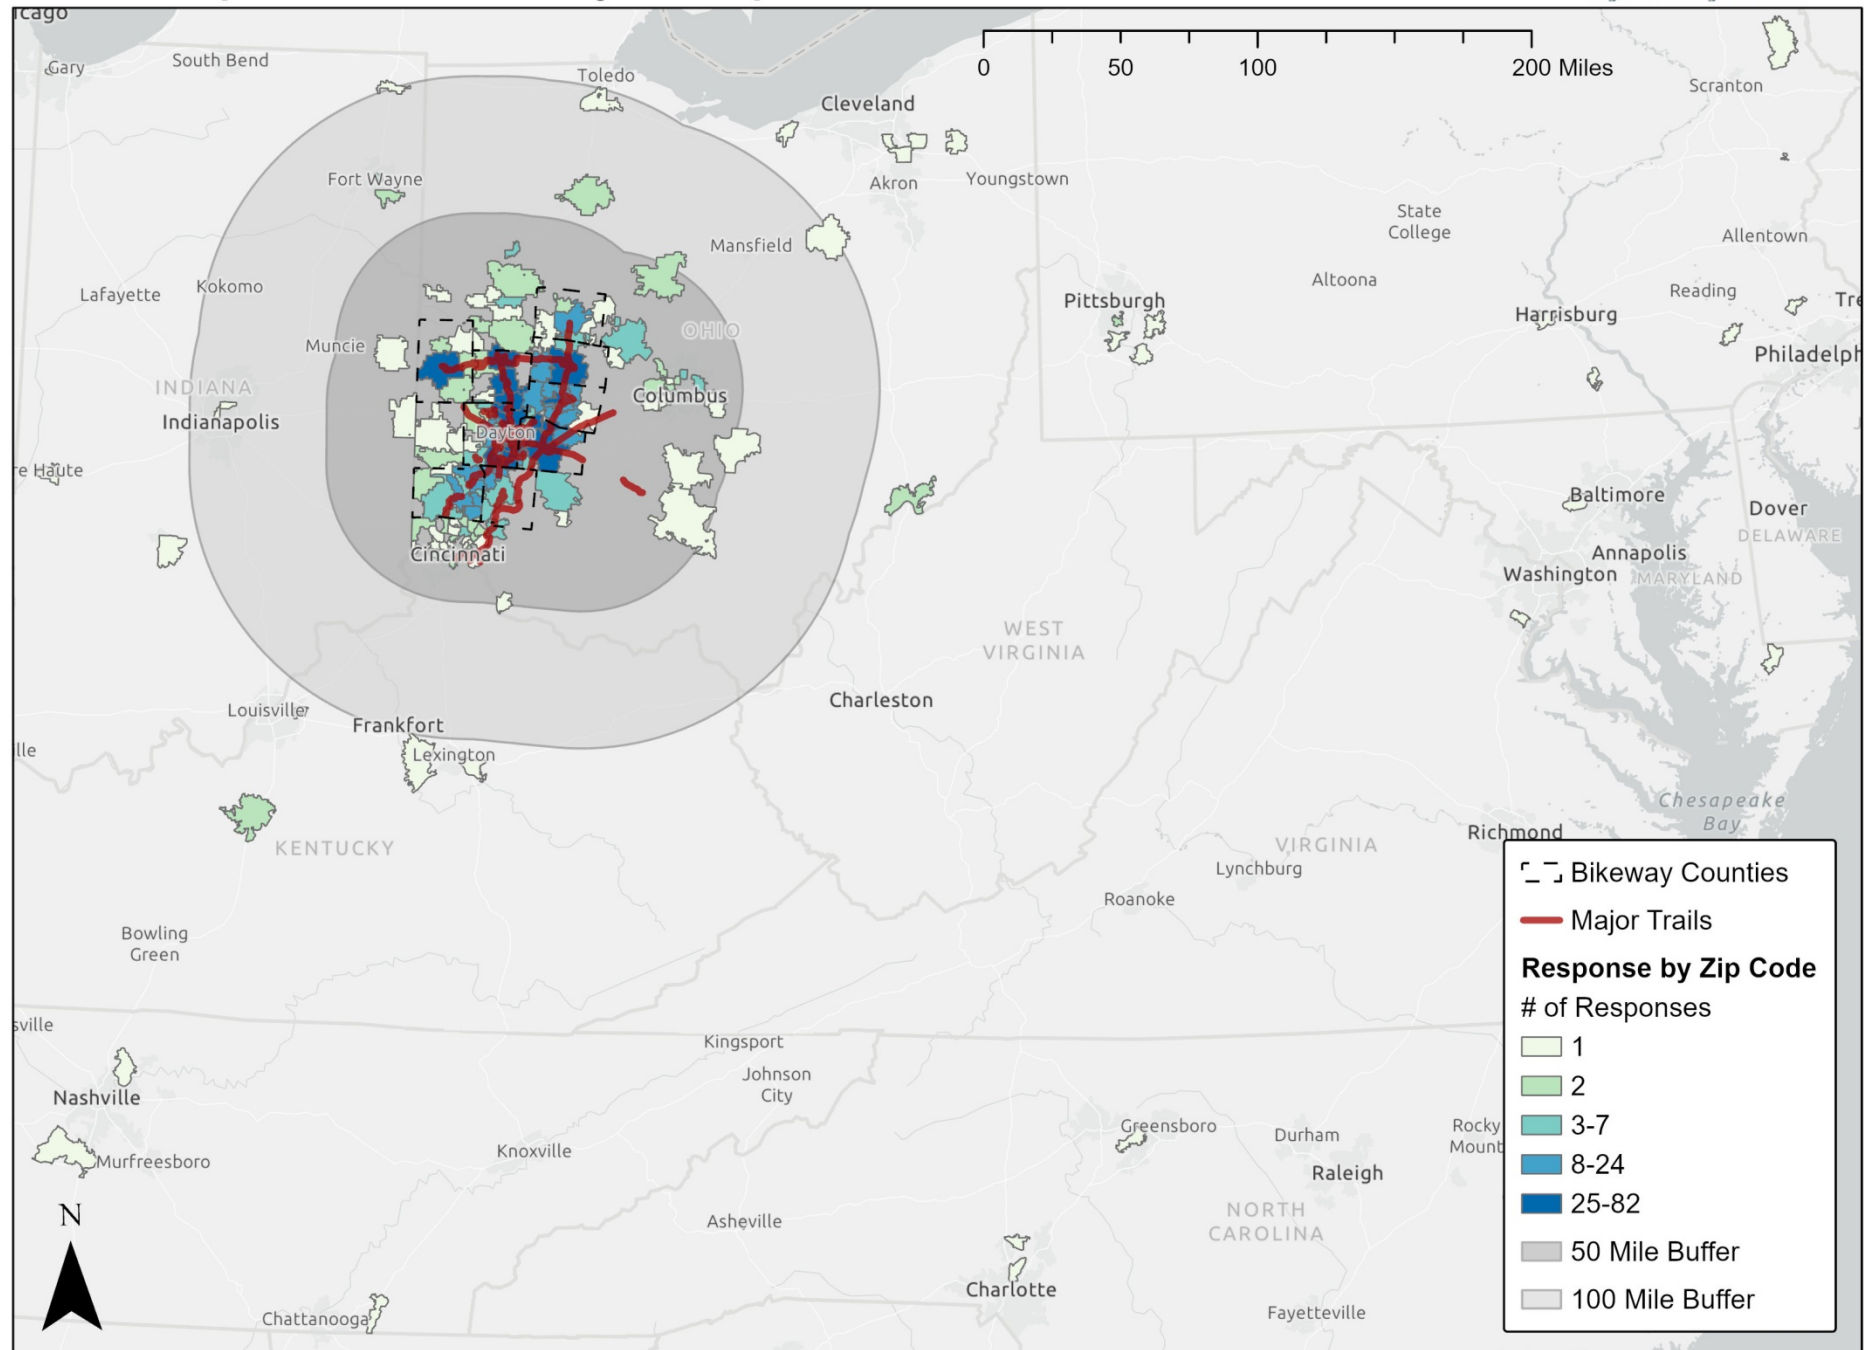 Gary
South Bend
Toledo
Cleveland
0
50
100
200 Miles
Scranton
Fort Wayne
Akron
Youngstown
State
College
Allentown
Mansfield
Lafayette
Kokomo
Pittsburgh
Altoona
Reading
Harrisburg
Muncie
OHIO
INDIANA
Indianapolis
Columbus
Dayton
Cincinnati
Baltimore
Dover
DELAWARE
Annapolis
Washington
MARYLAND
WEST
VIRGINIA
Charleston
Louisville
Frankfort
Lexington
KENTUCKY
Chesapeake
Bay
Richmond
VIRGINIA
Lynchburg
Roanoke
Bowling
Green
Kingsport
Johnson
City
Nashville
Murfreesboro
Knoxville
Greensboro
Durham
Raleigh
Rocky
Mount
Asheville
NORTH
CAROLINA
Charlotte
Fayetteville
Chattanooga
N
Bikeway Counties
Major Trails
Response by Zip Code
# of Responses
1
2
3-7
8-24
25-82
50 Mile Buffer
100 Mile Buffer
icago
re Haute
lle
sville
Tre
Philadelph